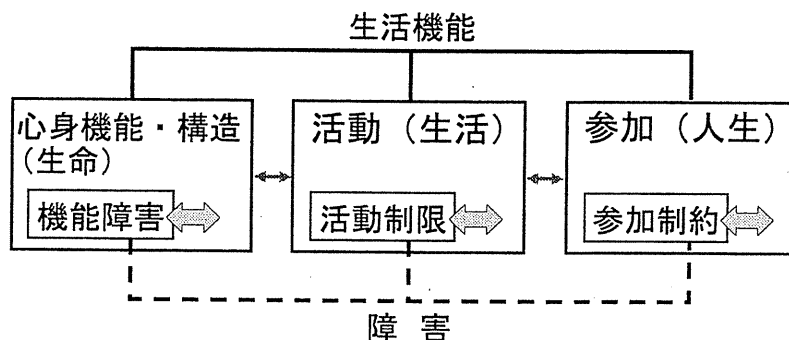 生活機能
心身機能・構造
(生命)
活動(生活)
参加(人生)
機能障害
活動制限
参加制約
障 害